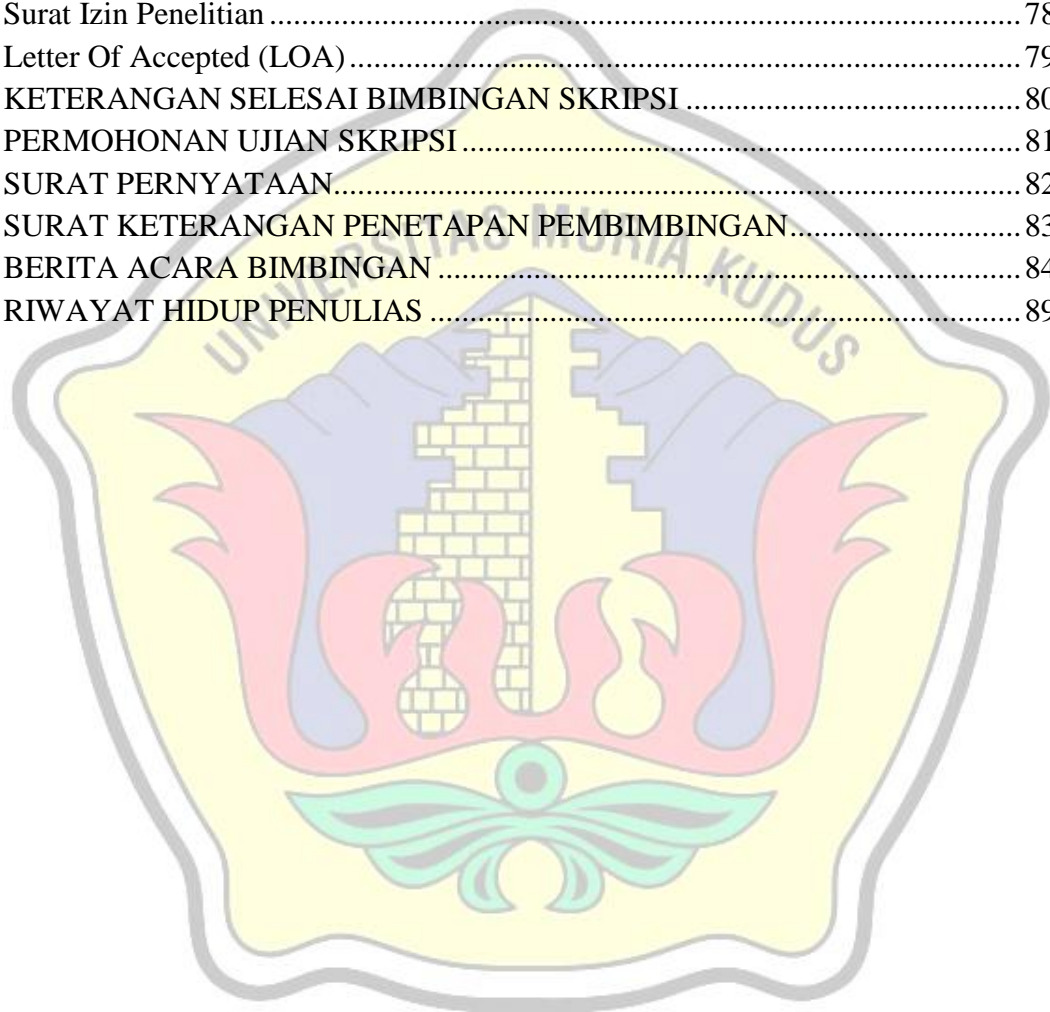 Surat Izin Penelitian ........................................................................................................ 78
Letter Of Accepted (LOA) ............................................................................................ 79
KETERANGAN SELESAI BIMBINGAN SKRIPSI .............................................. 80
PERMOHONAN UJIAN SKRIPSI ............................................................................ 81
SURAT PERNYATAAN............................................................................................... 82
SURAT KETERANGAN PENETAPAN PEMBIMBINGAN............................... 83
BERITA ACARA BIMBINGAN ................................................................................ 84
RIWAYAT HIDUP PENULIAS ................................................................................. 89
UNIVERSITAS MURIA KUDUS